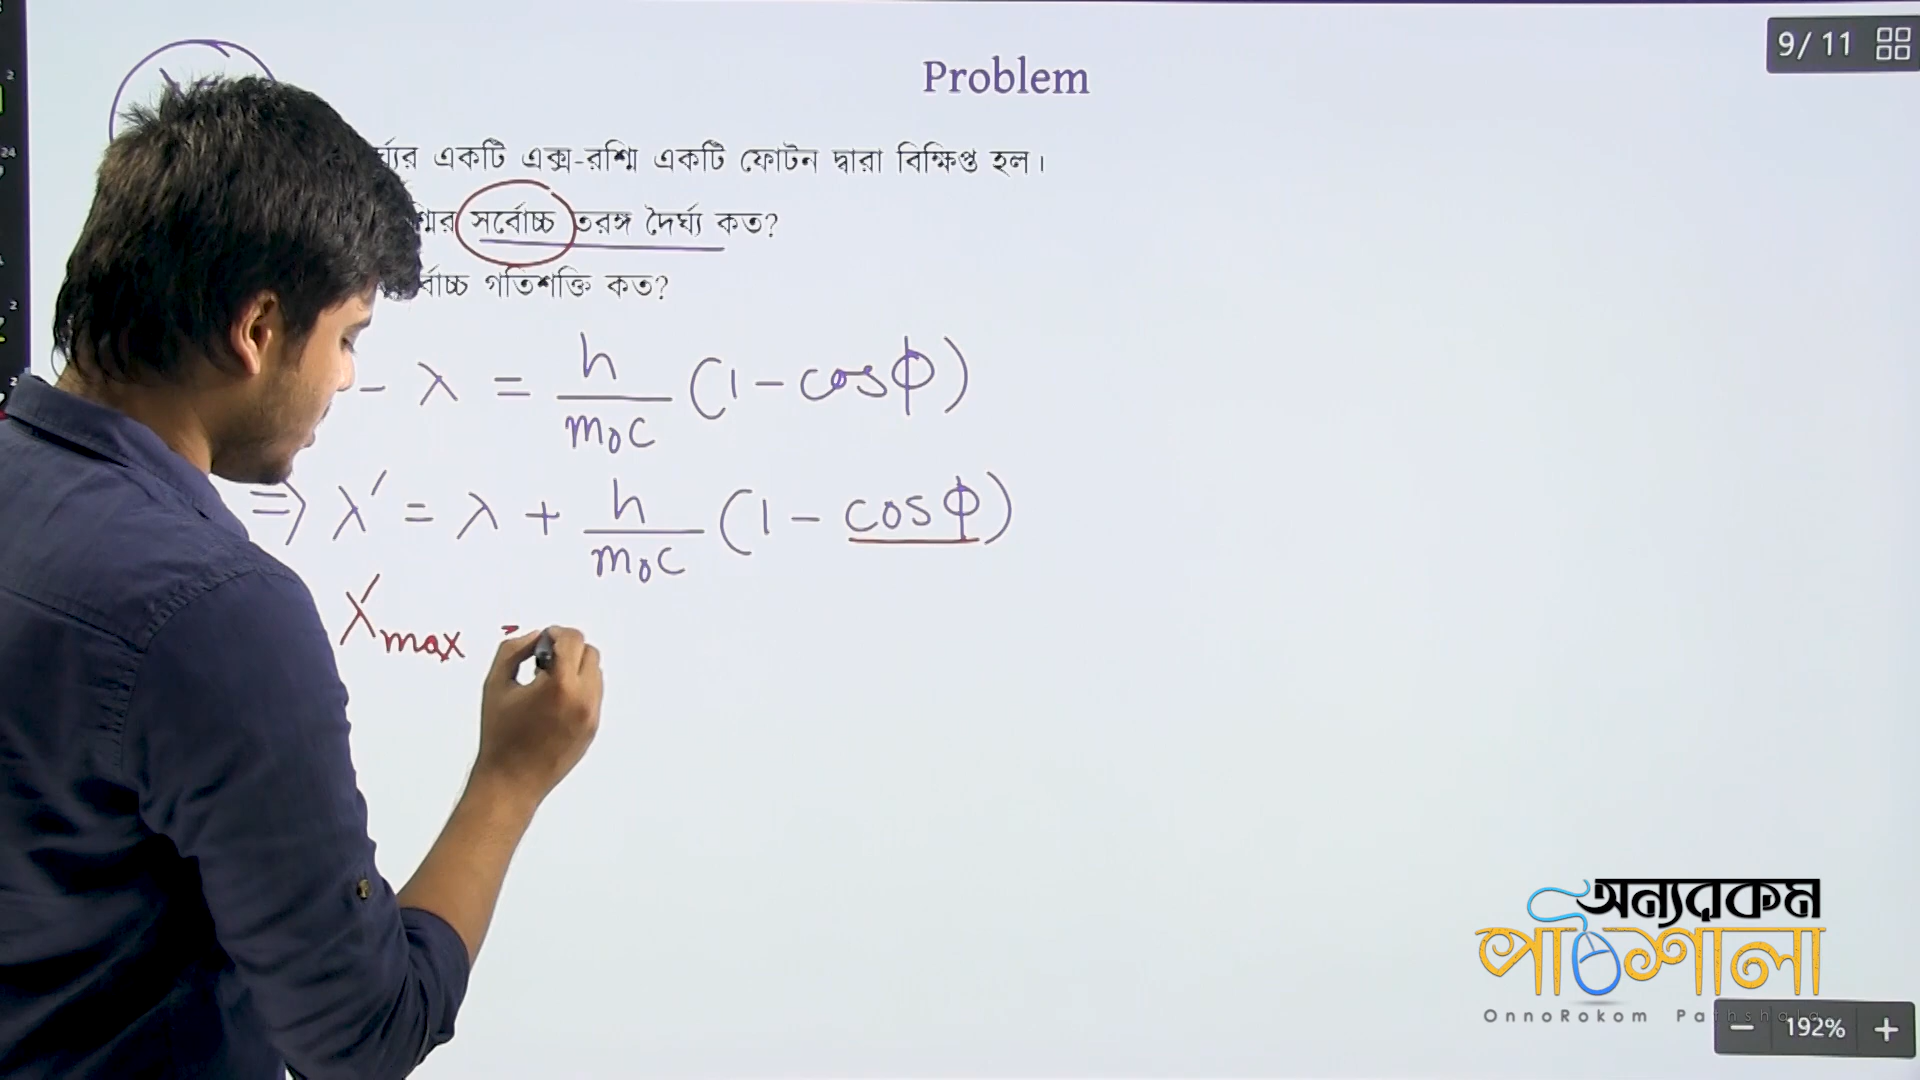 Problem
9/ 11
একটি এক্স-রশ্মি একটি ফোটন দ্বারা বিক্ষিপ্ত হল।
সর্বোচ্চ তরঙ্গ দৈর্ঘ্য কত?
গতিশক্তি কত?
- λ = h/m₀c (1 - cosϕ)
⇒ λ' = λ + h/m₀c (1 - cosϕ)
λ'max =
অন্যরকম
পাঠশালা
OnnoRokom Pathshala
192%